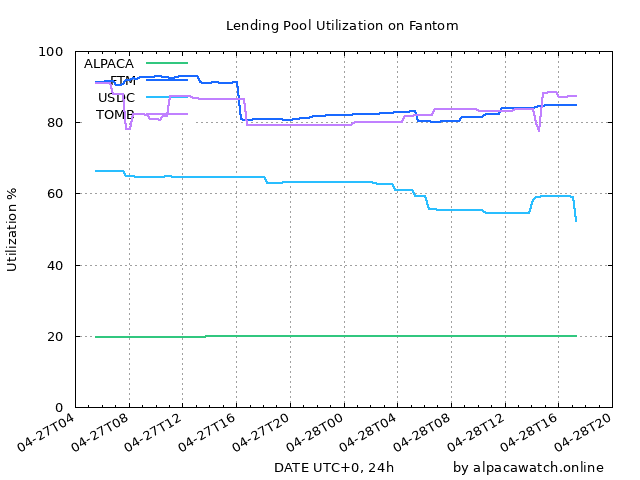 Lending Pool Utilization on Fantom
100
80
60
40
20
0
Utilization %
ALPACA
FTM
USDC
TOMB
04-27T04
04-27T08
04-27T12
04-27T16
04-27T20
04-28T00
04-28T04
04-28T08
04-28T12
04-28T16
04-28T20
DATE UTC+0, 24h
by alpacawatch.online